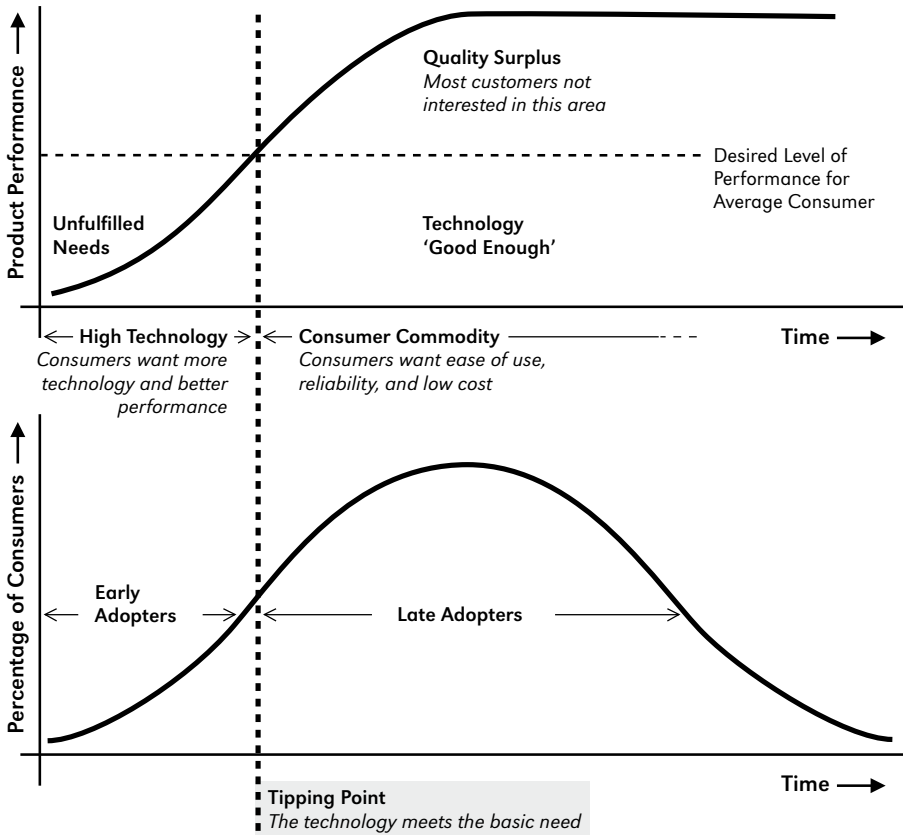 Product Performance
Quality Surplus
Most customers not
interested in this area
Desired Level of
Performance for
Average Consumer
Unfulfilled
Needs
Technology
‘Good Enough’
High Technology
Consumers want more
technology and better
performance
Consumer Commodity
Consumers want ease of use,
reliability, and low cost
Time
Percentage of Consumers
Early
Adopters
Late Adopters
Time
Tipping Point
The technology meets the basic need